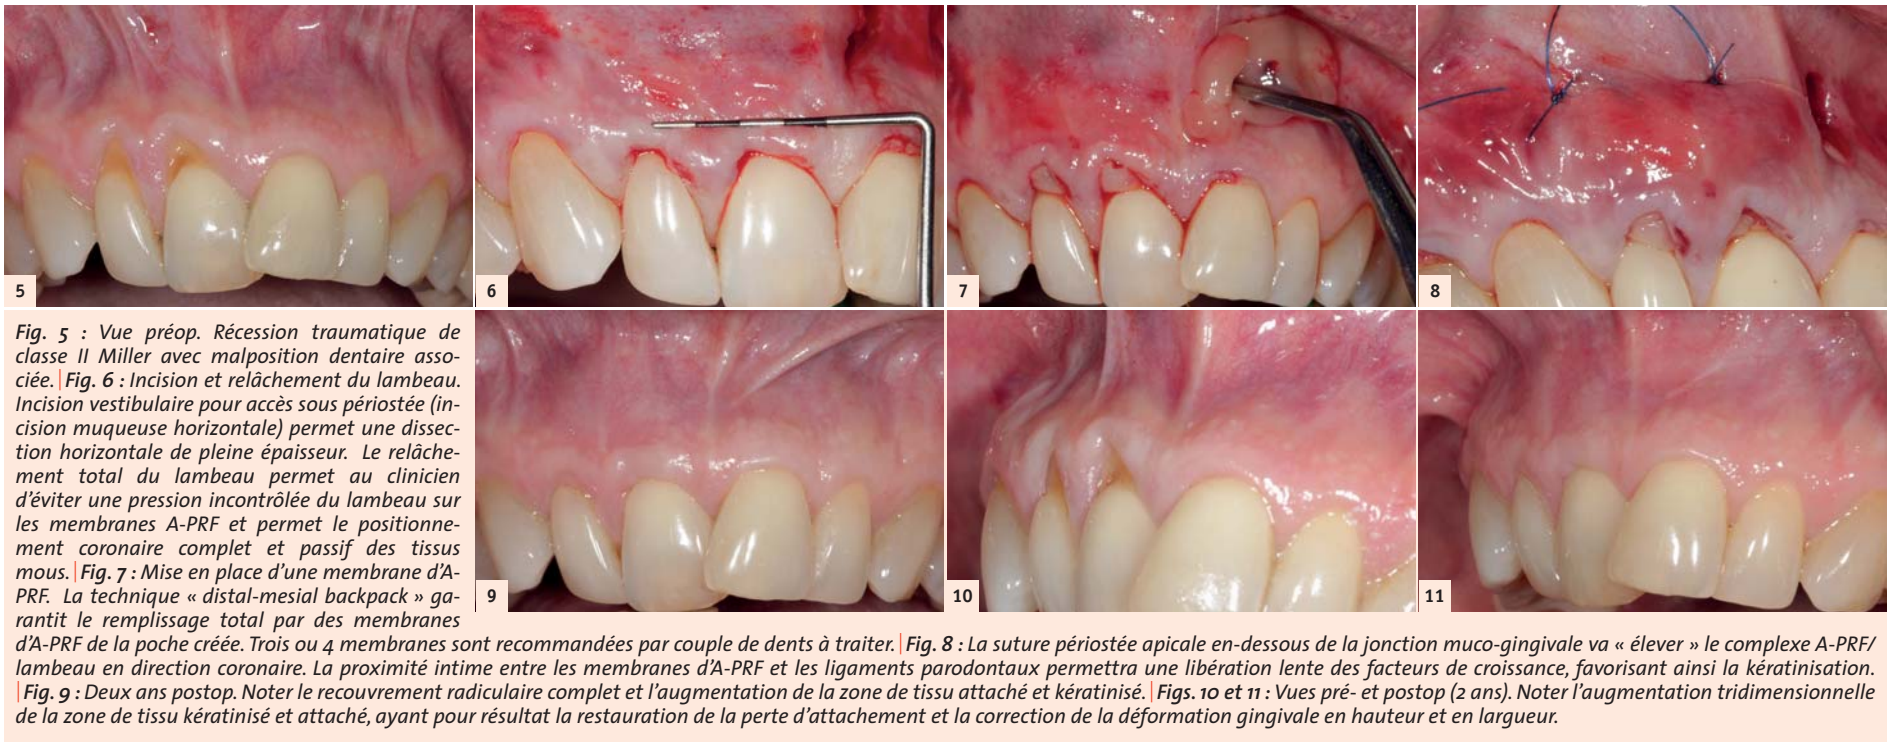 5
6
7
8
Fig. 5 : Vue préop. Récession traumatique de
classe II Miller avec malposition dentaire asso-
ciée. | Fig. 6 : Incision et relâchement du lambeau.
Incision vestibulaire pour accès sous périostée (in-
cision muqueuse horizontale) permet une dissec-
tion horizontale de pleine épaisseur. Le relâche-
ment total du lambeau permet au clinicien
d'éviter une pression incontrôlée du lambeau sur
les membranes A-PRF et permet le positionne-
ment coronaire complet et passif des tissus
mous. | Fig. 7 : Mise en place d'une membrane d'A-
PRF. La technique « distal-mesial backpack » ga-
rantit le remplissage total par des membranes
d'A-PRF de la poche créée. Trois ou 4 membranes sont recommandées par couple de dents à traiter. | Fig. 8 : La suture périostée apicale en-dessous de la jonction muco-gingivale va « élever » le complexe A-PRF/
lambeau en direction coronaire. La proximité intime entre les membranes d'A-PRF et les ligaments parodontaux permettra une libération lente des facteurs de croissance, favorisant ainsi la kératinisation.
| Fig. 9 : Deux ans postop. Noter le recouvrement radiculaire complet et l'augmentation de la zone de tissu attaché et kératinisé. | Figs. 10 et 11 : Vues pré- et postop (2 ans). Noter l'augmentation tridimensionnelle
de la zone de tissu kératinisé et attaché, ayant pour résultat la restauration de la perte d'attachement et la correction de la déformation gingivale en hauteur et en largueur.
9
10
11